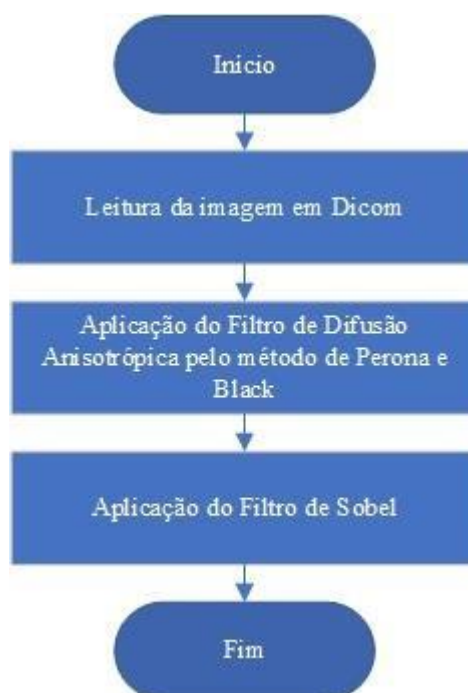 Início
Leitura da imagem em Dicom
Aplicação do Filtro de Difusão
Anisotrópica pelo método de Perona e
Black
Aplicação do Filtro de Sobel
Fim